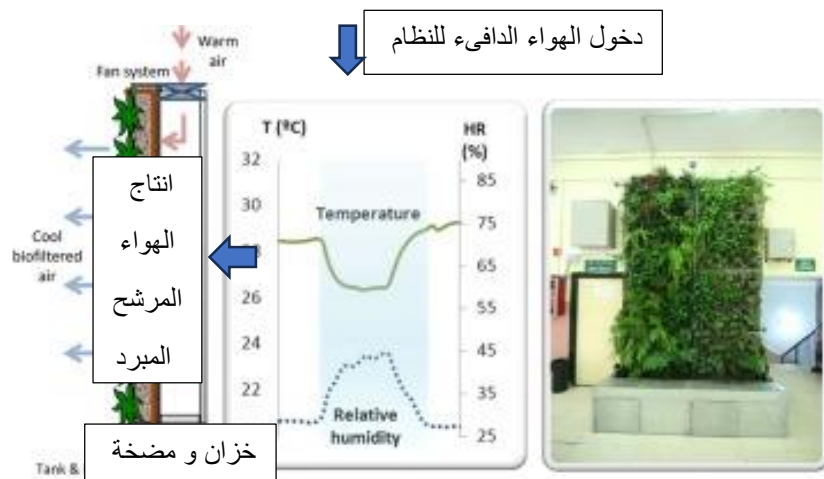 دخول الهواء الدافىء للنظام
Warm
air
Fan system
انتاج
الهواء
المرشح
المبرد
Cool
biofiltered
air
خزان و مضخة
Tank &
T (ºC)
HR
(%)
32
30
28
26
24
22
85
75
65
55
45
35
25
Temperature
Relative
humidity